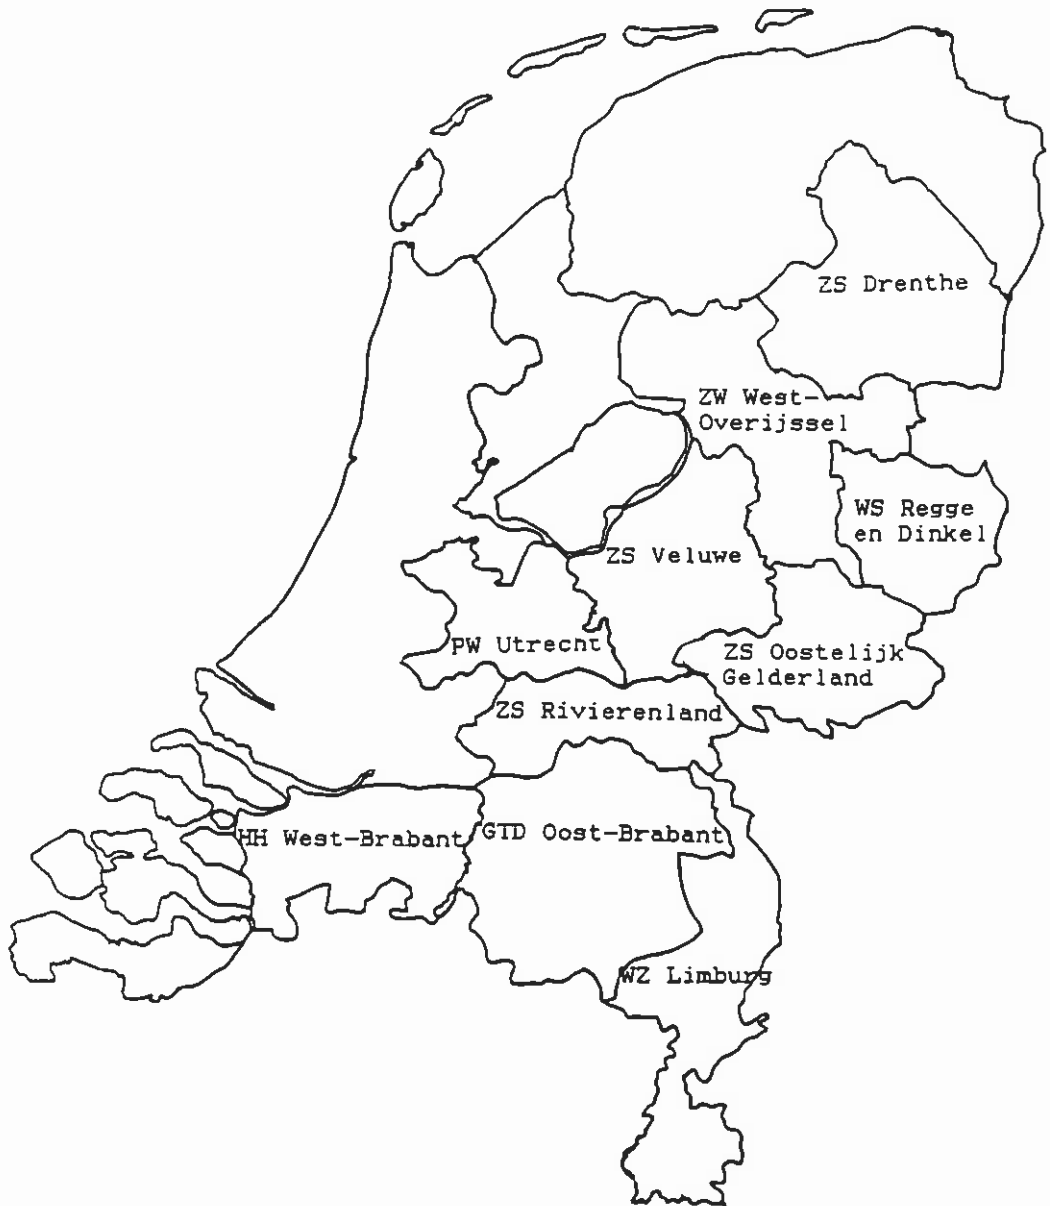 ZS Drenthe
ZW West-
Overijssel
WS Regge
en Dinkel
ZS Veluwe
PW Utrecht
ZS Oostelijk
Gelderland
ZS Rivierenland
HH West-Brabant
GTD Oost-Brabant
WZ Limburg